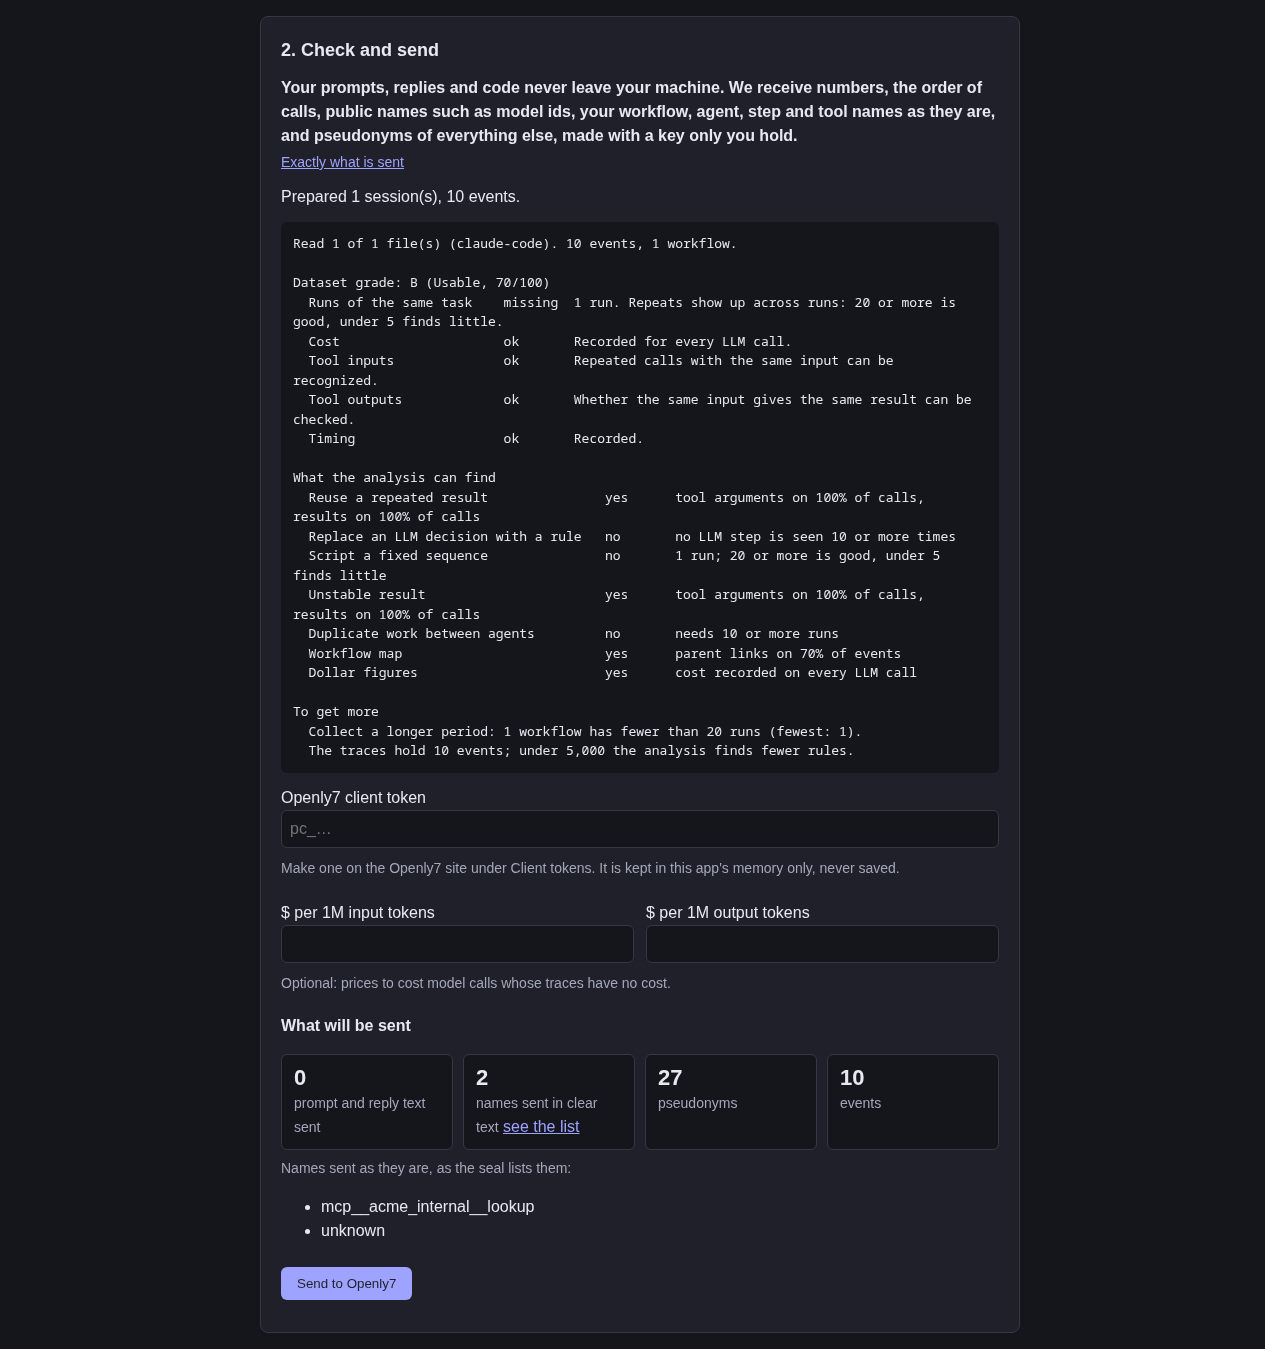 2. Check and send
Your prompts, replies and code never leave your machine. We receive numbers, the order of
calls, public names such as model ids, your workflow, agent, step and tool names as they are,
and pseudonyms of everything else, made with a key only you hold.
Exactly what is sent
Prepared 1 session(s), 10 events.
Read 1 of 1 file(s) (claude-code). 10 events, 1 workflow.
Dataset grade: B (Usable, 70/100)
Runs of the same task    missing  1 run. Repeats show up across runs: 20 or more is
good, under 5 finds little.
Cost                     ok       Recorded for every LLM call.
Tool inputs              ok       Repeated calls with the same input can be
recognized.
Tool outputs             ok       Whether the same input gives the same result can be
checked.
Timing                   ok       Recorded.
What the analysis can find
Reuse a repeated result               yes      tool arguments on 100% of calls,
results on 100% of calls
Replace an LLM decision with a rule   no       no LLM step is seen 10 or more times
Script a fixed sequence               no       1 run; 20 or more is good, under 5
finds little
Unstable result                       yes      tool arguments on 100% of calls,
results on 100% of calls
Duplicate work between agents         no       needs 10 or more runs
Workflow map                          yes      parent links on 70% of events
Dollar figures                        yes      cost recorded on every LLM call
To get more
Collect a longer period: 1 workflow has fewer than 20 runs (fewest: 1).
The traces hold 10 events; under 5,000 the analysis finds fewer rules.
Openly7 client token
pc_…
Make one on the Openly7 site under Client tokens. It is kept in this app's memory only, never saved.
$ per 1M input tokens
$ per 1M output tokens
Optional: prices to cost model calls whose traces have no cost.
What will be sent
0
prompt and reply text
sent
2
names sent in clear
text see the list
27
pseudonyms
10
events
Names sent as they are, as the seal lists them:
• mcp__acme_internal__lookup
• unknown
Send to Openly7